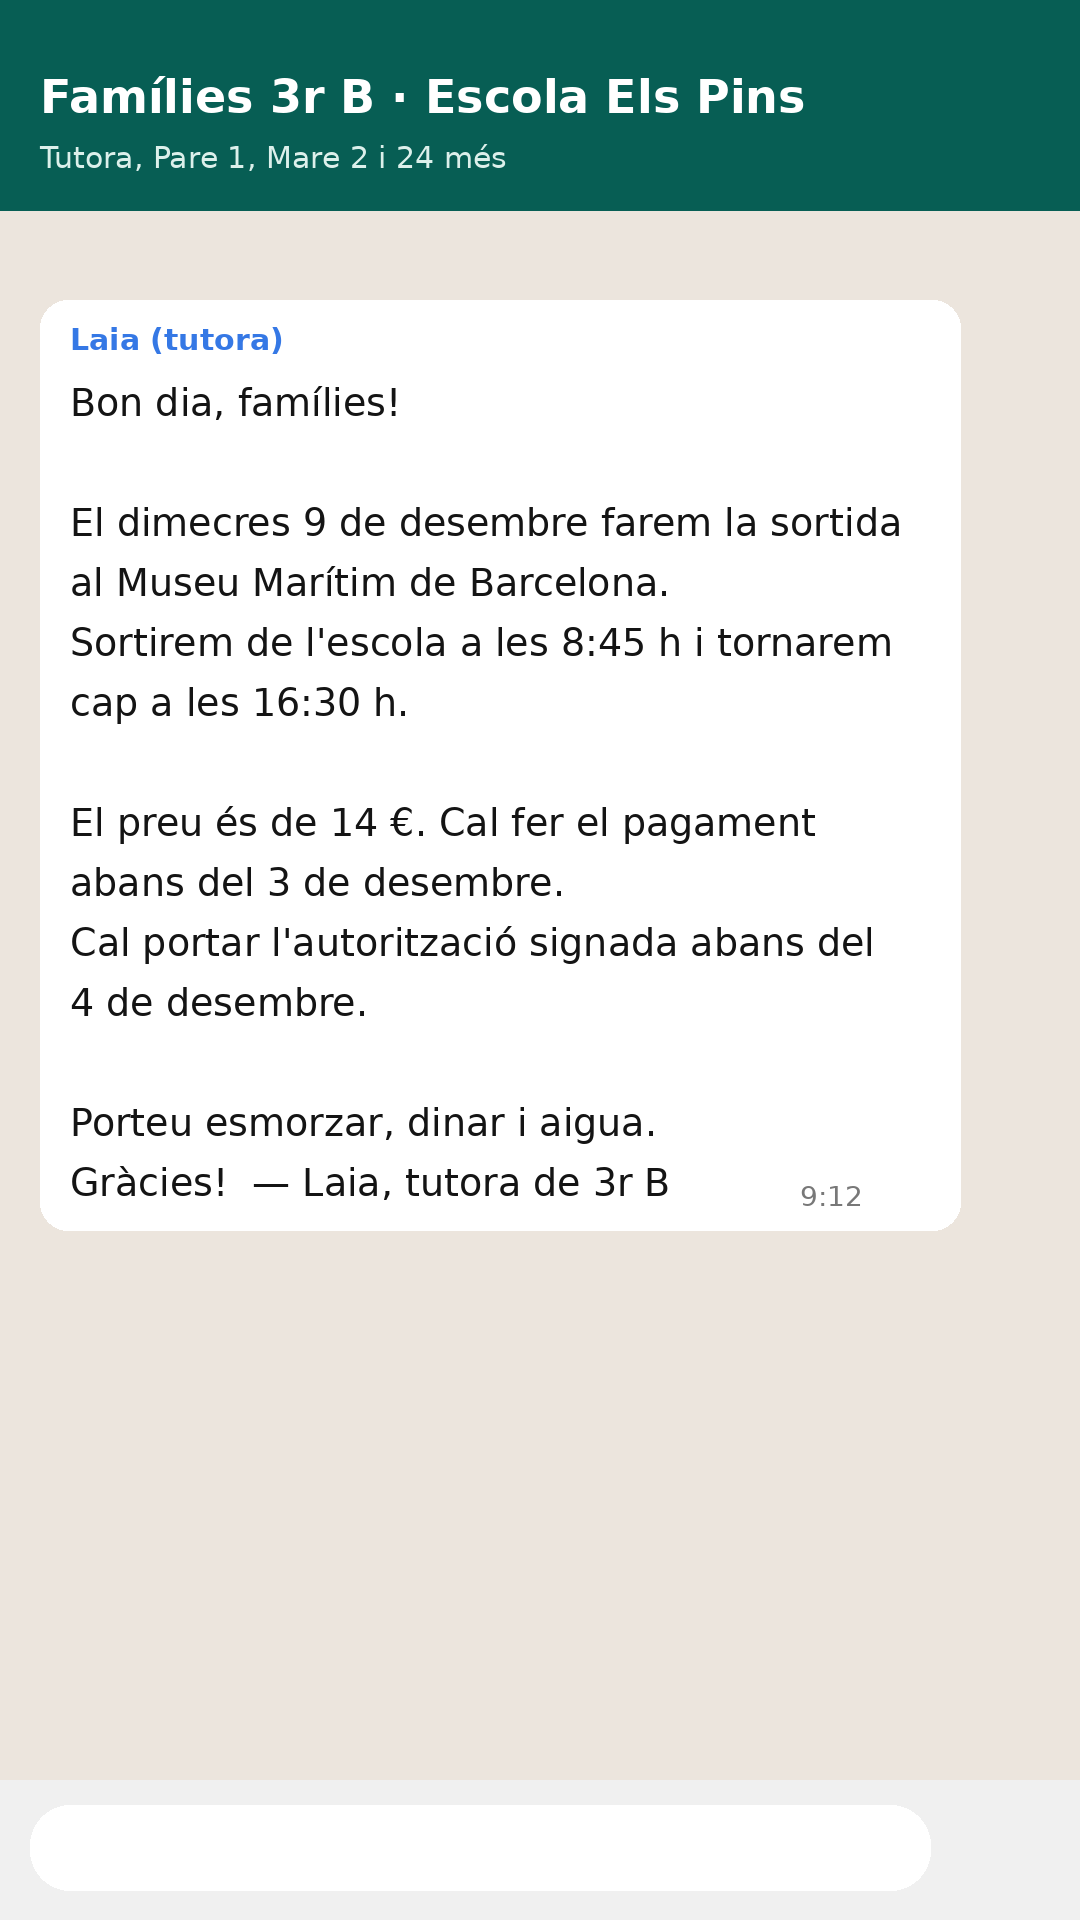 Famílies 3r B · Escola Els Pins
Tutora, Pare 1, Mare 2 i 24 més
Laia (tutora)
Bon dia, famílies!
El dimecres 9 de desembre farem la sortida
al Museu Marítim de Barcelona.
Sortirem de l'escola a les 8:45 h i tornarem
cap a les 16:30 h.
El preu és de 14 €. Cal fer el pagament
abans del 3 de desembre.
Cal portar l'autorització signada abans del
4 de desembre.
Porteu esmorzar, dinar i aigua.
Gràcies!  — Laia, tutora de 3r B
9:12